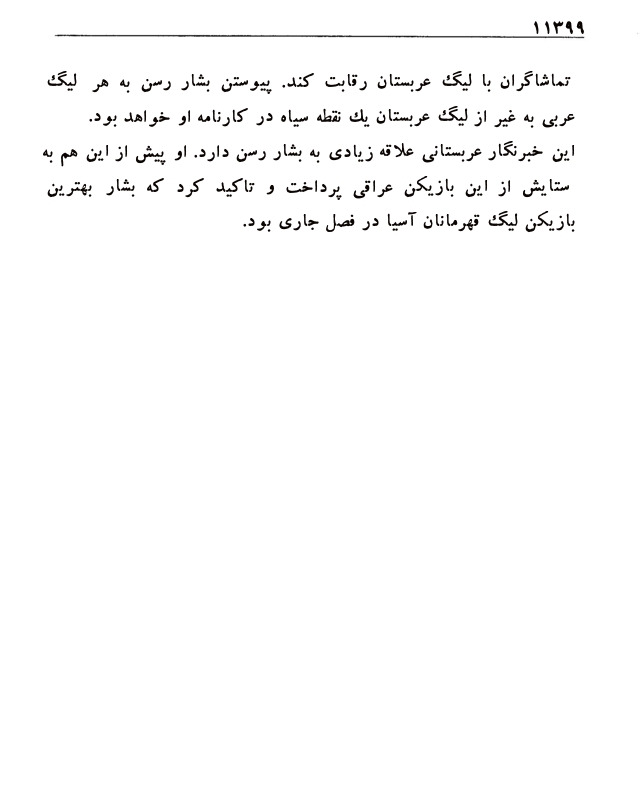 ۱۱۳۹۹
تماشاگران با لیگ عربستان رقابت کند. پیوستن بشار رسن به هر لیگ
عربی به غیر از لیگ عربستان یك نقطه سیاه در کارنامه او خواهد بود.
این خبرنگار عربستانی علاقه زیادی به بشار رسن دارد. او پیش از این هم به
ستایش از این بازیکن عراقی پرداخت و تاکید کرد که بشار بهترین
بازیکن لیگ قهرمانان آسیا در فصل جاری بود.